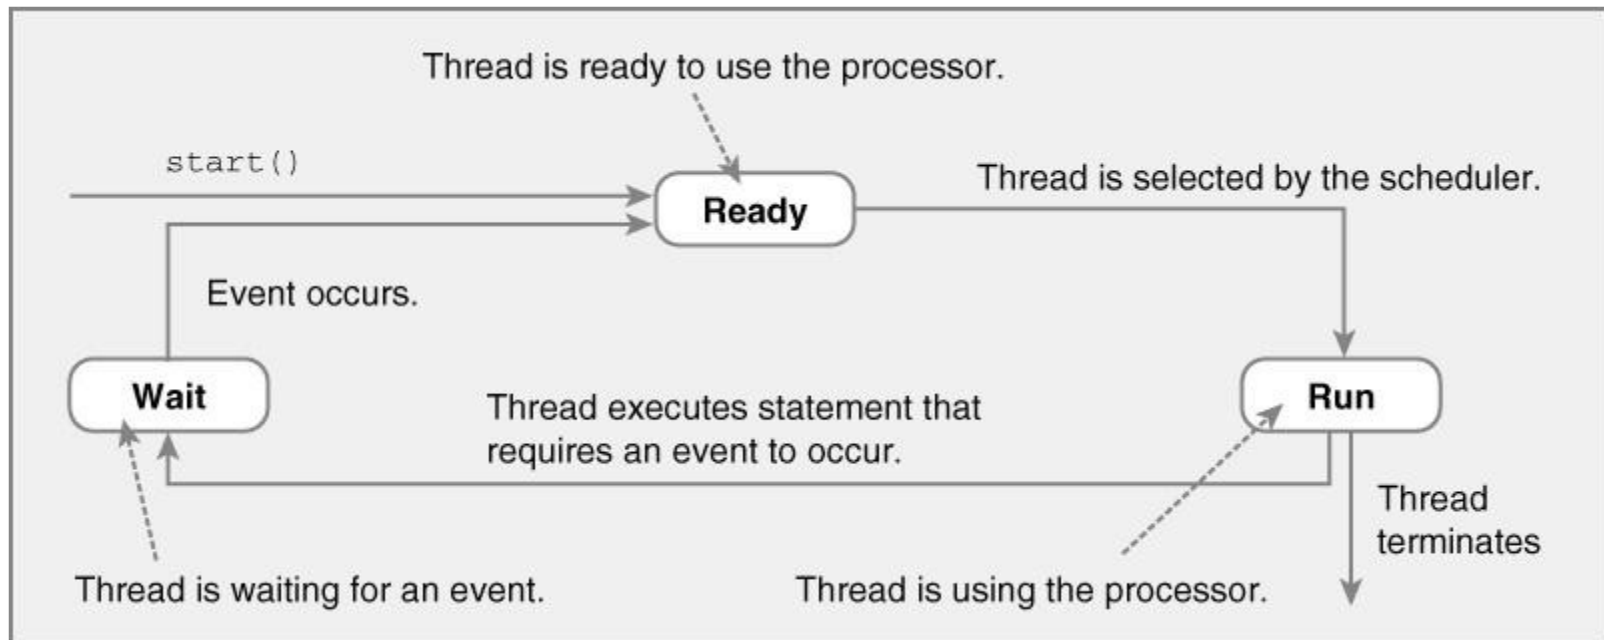 Thread is ready to use the processor.
start()
Thread is selected by the scheduler.
Ready
Event occurs.
Wait
Thread executes statement that
requires an event to occur.
Run
Thread
terminates
Thread is waiting for an event.
Thread is using the processor.